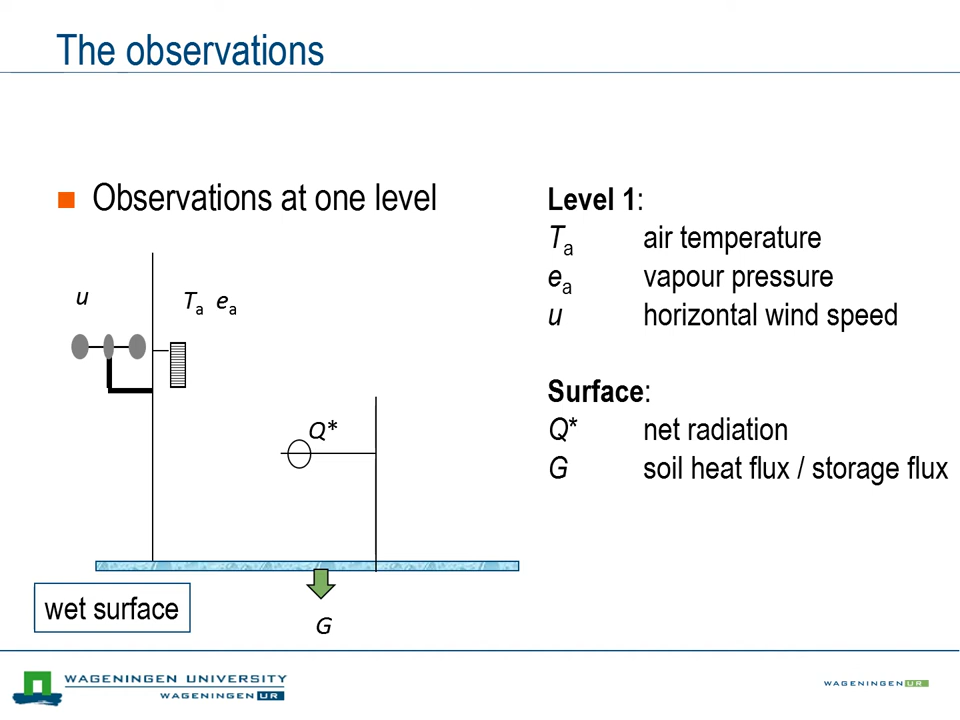 The observations
Observations at one level
u
Ta ea
Q*
wet surface
G
Level 1:
Ta air temperature
ea vapour pressure
u horizontal wind speed
Surface:
Q* net radiation
G soil heat flux / storage flux
WAGENINGEN UNIVERSITY
WAGENINGEN UR
WAGENINGEN UR